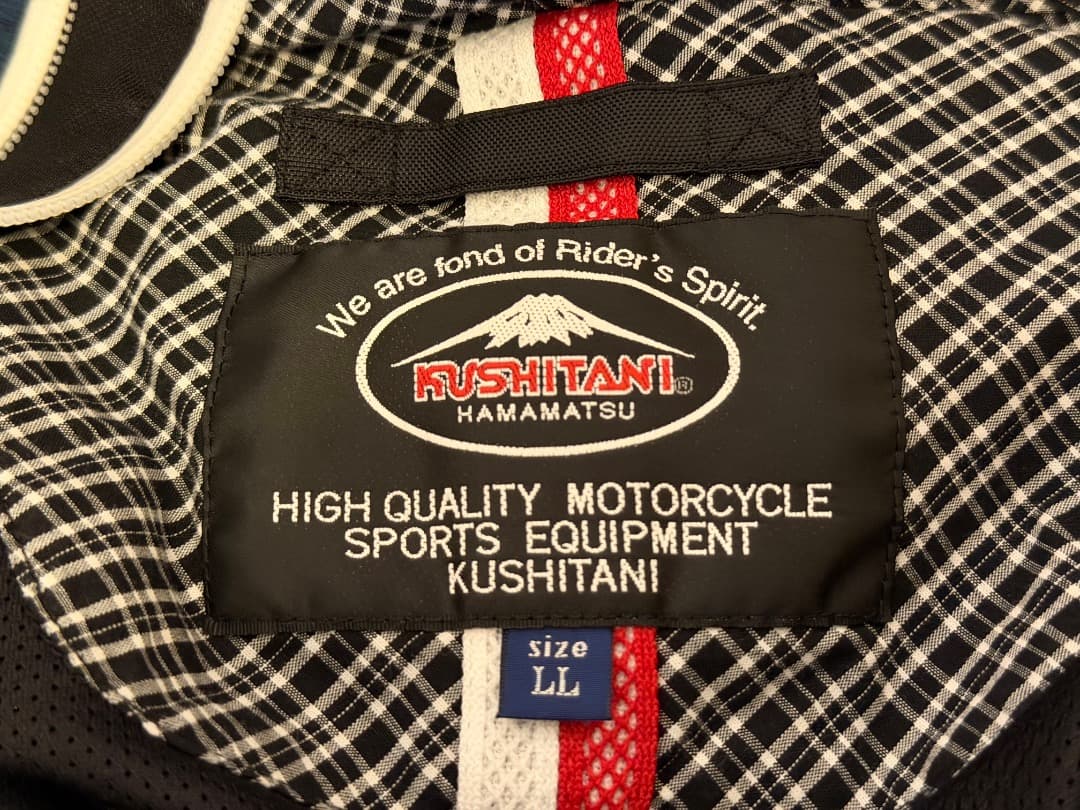 We are fond of Rider's Spirit.
KUSHITANI®
HAMAMATSU
HIGH QUALITY MOTORCYCLE
SPORTS EQUIPMENT
KUSHITANI
size
LL